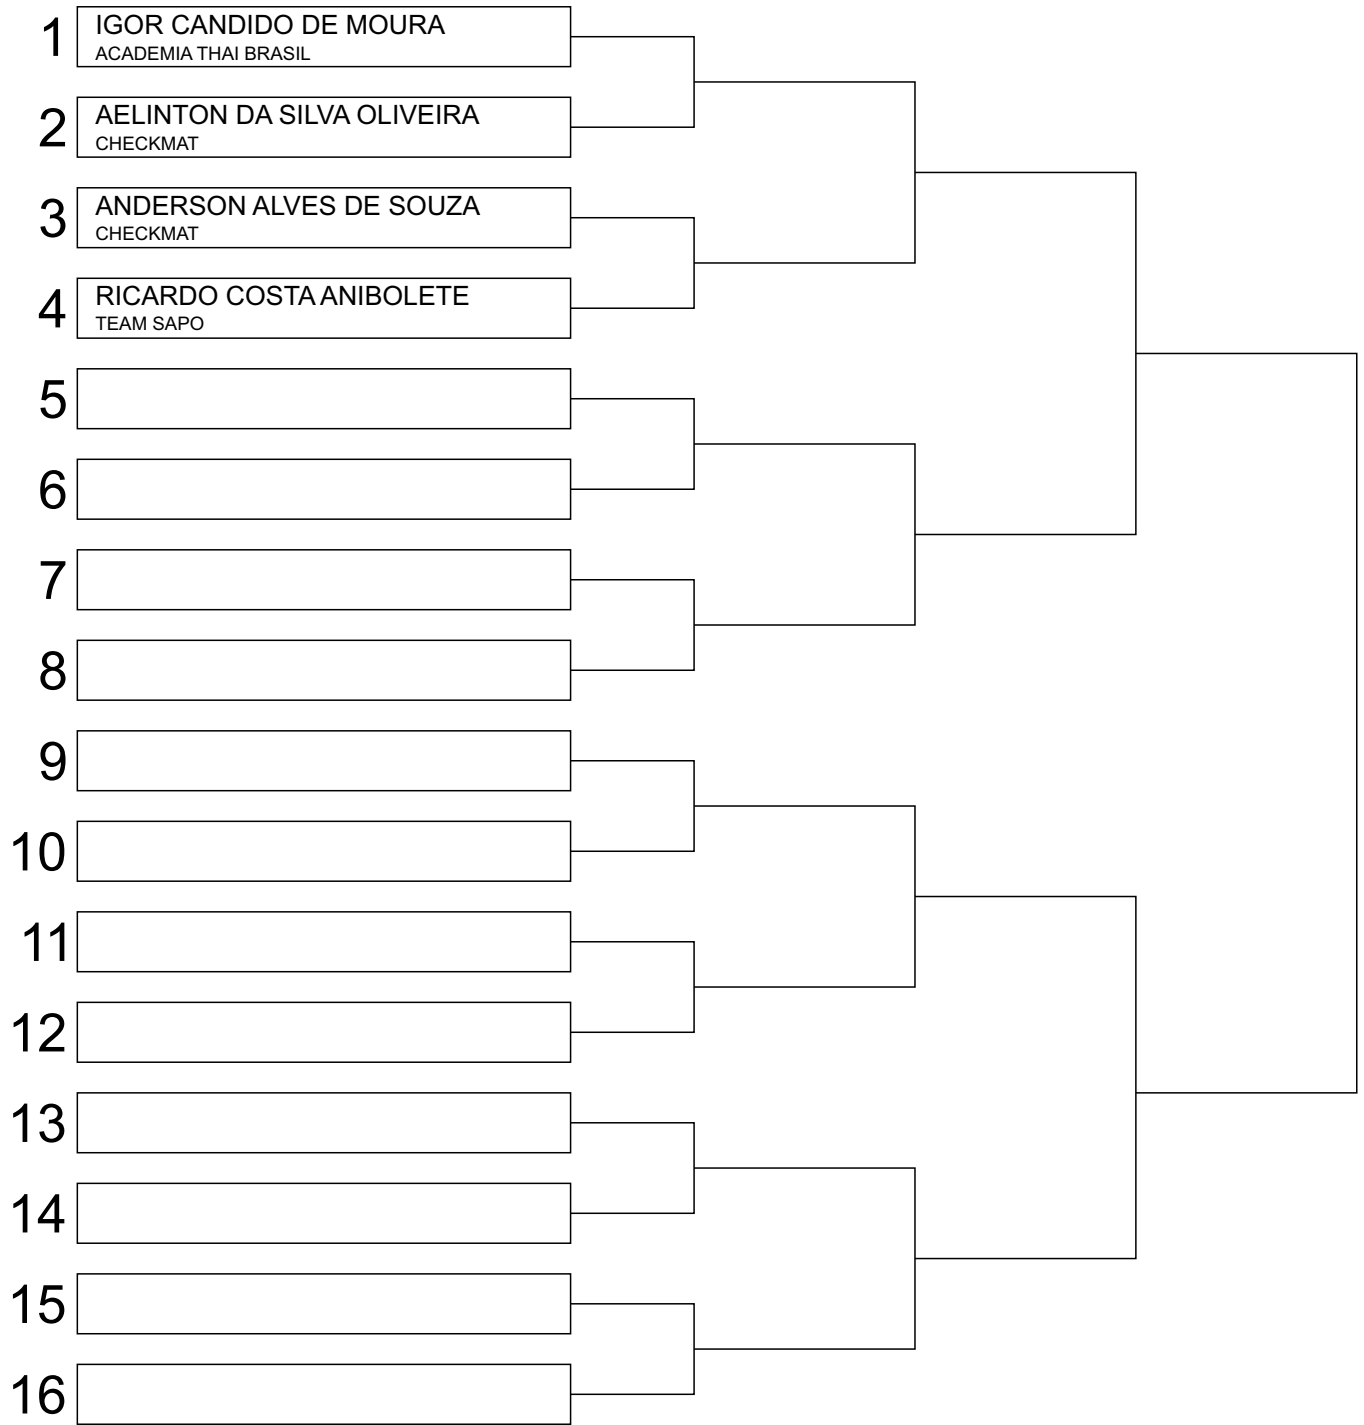 1
IGOR CANDIDO DE MOURA
ACADEMIA THAI BRASIL
2
AELINTON DA SILVA OLIVEIRA
CHECKMAT
3
ANDERSON ALVES DE SOUZA
CHECKMAT
4
RICARDO COSTA ANIBOLETE
TEAM SAPO
5
6
7
8
9
10
11
12
13
14
15
16